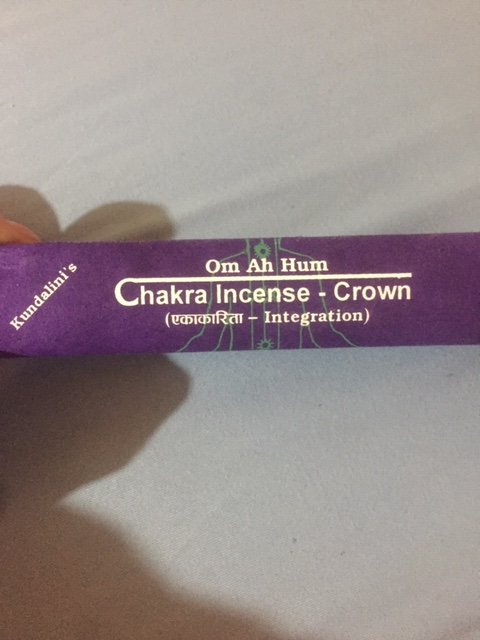 Kundalini's
Om Ah Hum
Chakra Incense - Crown
(एकाकारिता – Integration)